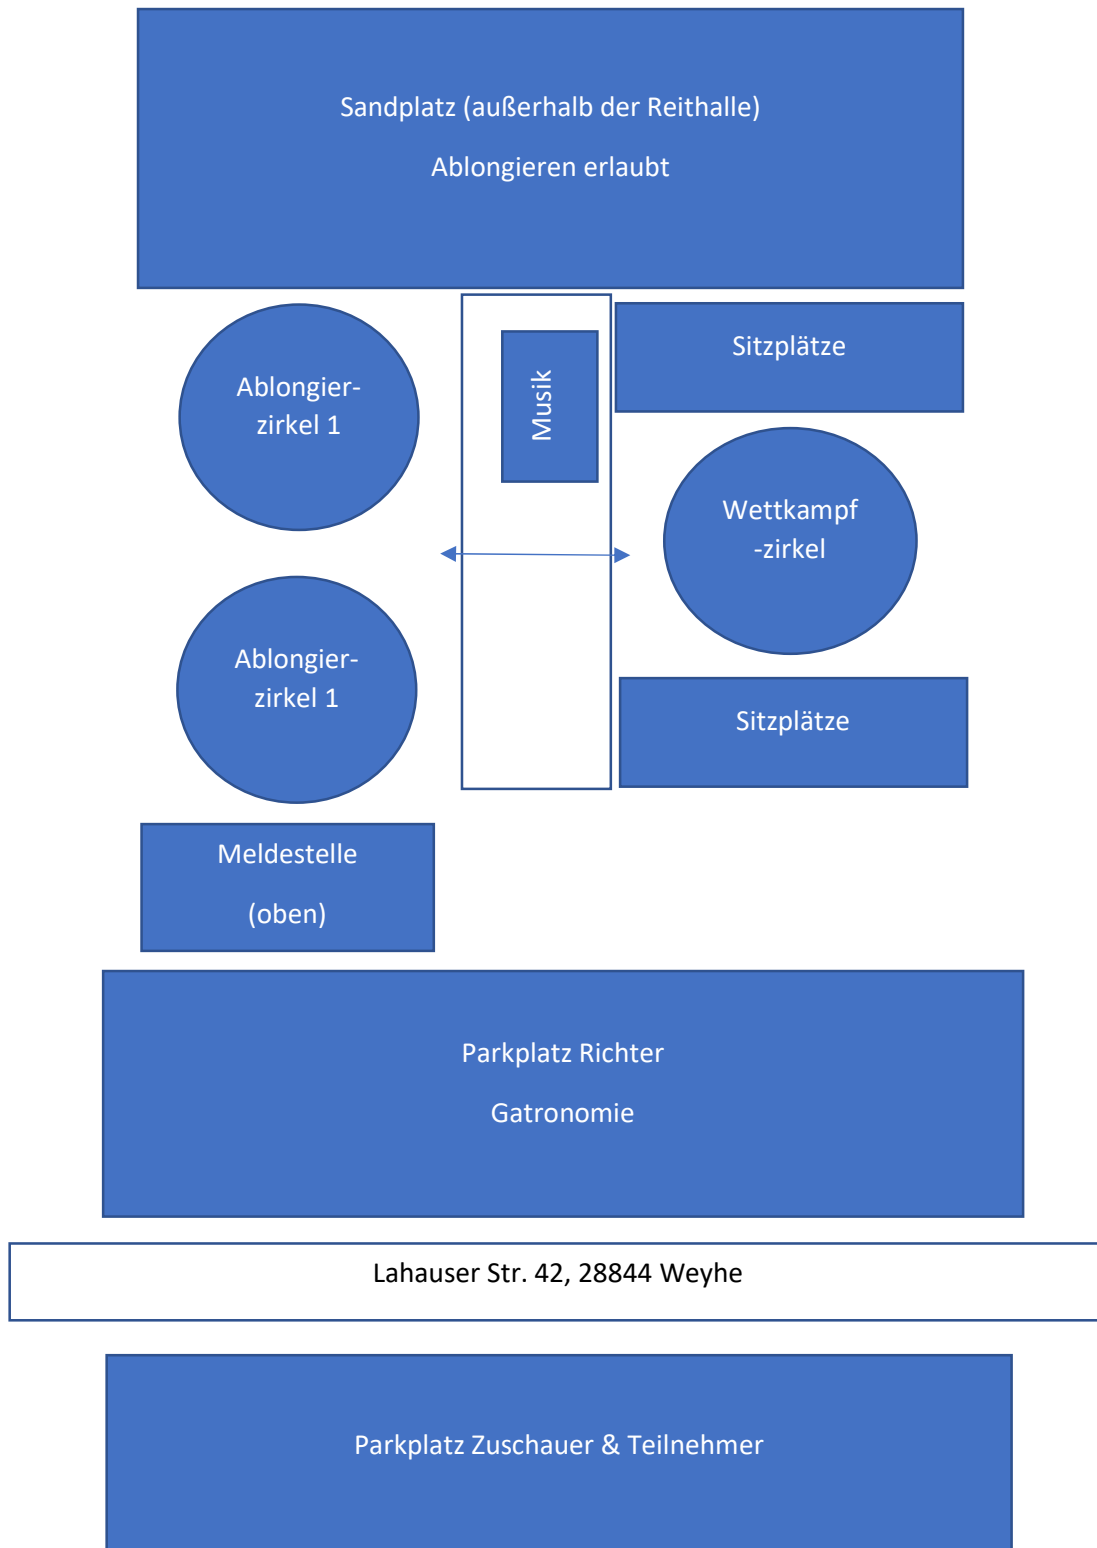 Sandplatz (außerhalb der Reithalle)
Ablongieren erlaubt
Ablongier-
zirkel 1
Musik
Sitzplätze
Wettkampf
-zirkel
Ablongier-
zirkel 1
Sitzplätze
Meldestelle
(oben)
Parkplatz Richter
Gatronomie
Lahauser Str. 42, 28844 Weyhe
Parkplatz Zuschauer & Teilnehmer